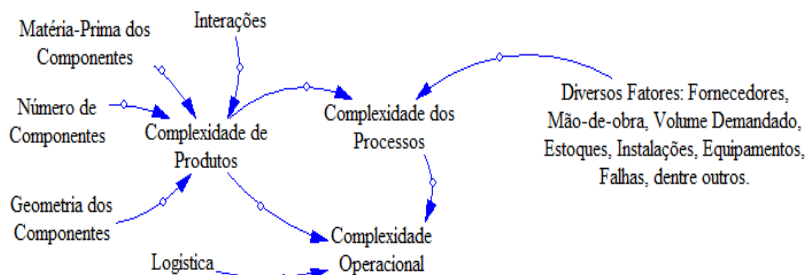 Matéria-Prima dos
Componentes
Interações
Número de
Componentes
Complexidade de
Produtos
Complexidade dos
Processos
Diversos Fatores: Fornecedores,
Mão-de-obra, Volume Demandado,
Estoques, Instalações, Equipamentos,
Falhas, dentre outros.
Geometria dos
Componentes
Complexidade
Operacional
Logistica